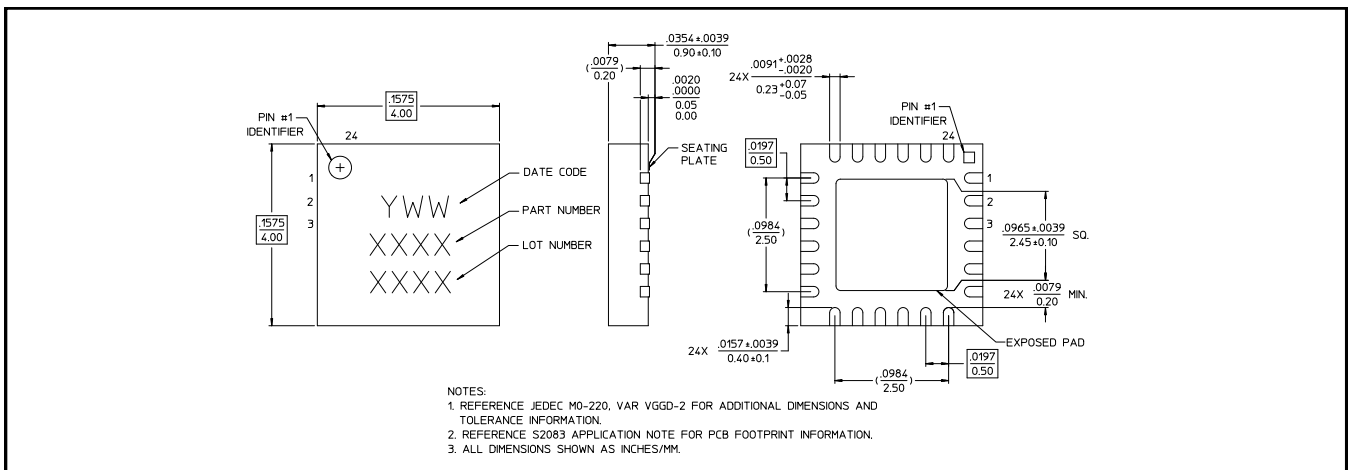 PIN #1
IDENTIFIER
24
.1575
4.00
1
2
3
.1575
4.00
YWW
XXXX
XXXX
DATE CODE
PART NUMBER
LOT NUMBER
.0354±.0039
0.90±0.10
(.0079
0.20)
.0020
.0000
0.05
0.00
SEATING
PLATE
24X .0091+.0028
-.0020
0.23+0.07
-0.05
PIN #1
IDENTIFIER
24
.0197
0.50
1
2
3
(.0984
2.50)
.0965±.0039
2.45±0.10 SQ.
24X .0079
0.20 MIN.
EXPOSED PAD
24X .0157±.0039
0.40±0.1
.0197
0.50
(.0984
2.50)
NOTES:
1. REFERENCE JEDEC MO-220, VAR VGGD-2 FOR ADDITIONAL DIMENSIONS AND
TOLERANCE INFORMATION.
2. REFERENCE S2083 APPLICATION NOTE FOR PCB FOOTPRINT INFORMATION.
3. ALL DIMENSIONS SHOWN AS INCHES/MM.